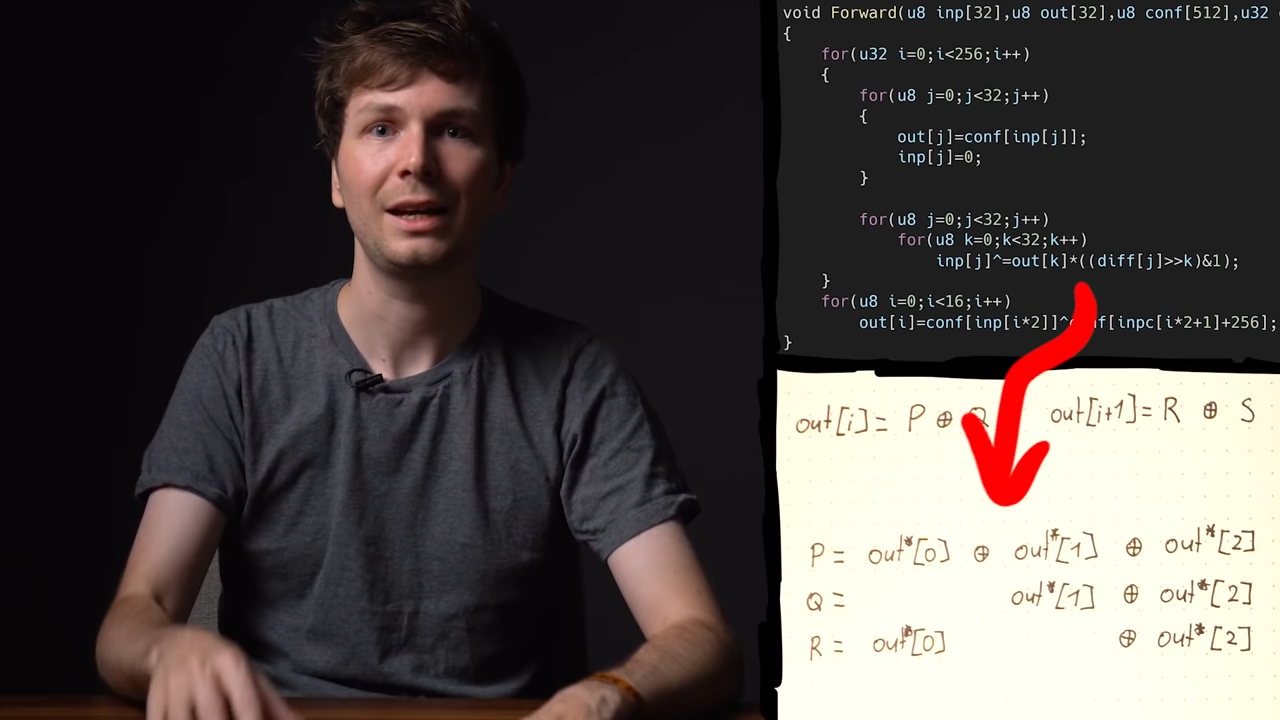 void Forward(u8 inp[32],u8 out[32],u8 conf[512],u32
{
for(u32 i=0;i<256;i++)
{
for(u8 j=0;j<32;j++)
{
out[j]=conf[inp[j]];
inp[j]=0;
}
for(u8 j=0;j<32;j++)
for(u8 k=0;k<32;k++)
inp[j]^=out[k]*((diff[j]>>k)&1);
}
for(u8 i=0;i<16;i++)
out[i]=conf[inp[i*2]]^conf[inpc[i*2+1]+256];
}
out[i]= P ⊕ Q out[i+1]= R ⊕ S
P = out*[0] ⊕ out*[1] ⊕ out*[2]
Q = out*[1] ⊕ out*[2]
R = out*[0] ⊕ out*[2]